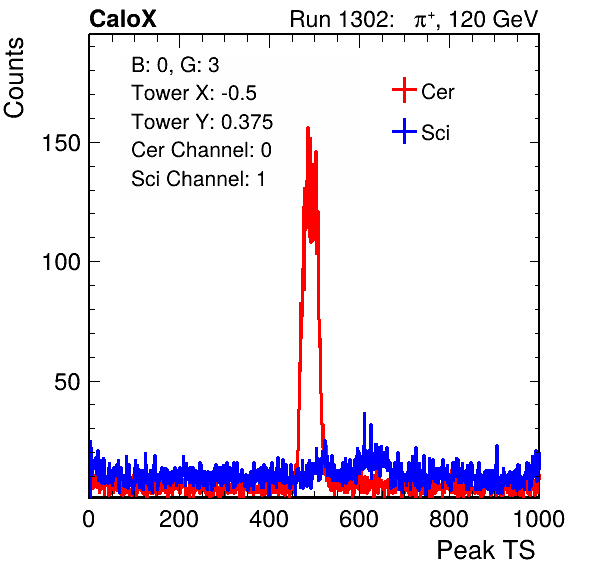 CaloX
Run 1302: π+, 120 GeV
Counts
B: 0, G: 3
Tower X: -0.5
Tower Y: 0.375
Cer Channel: 0
Sci Channel: 1
Cer
Sci
150
100
50
0 200 400 600 800 1000
Peak TS